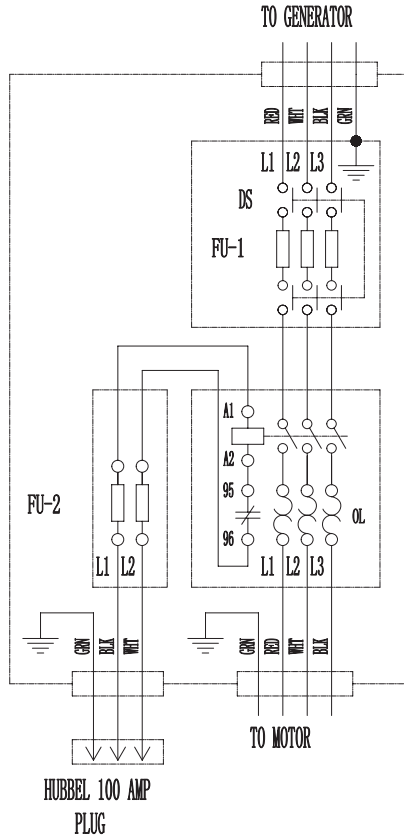 TO GENERATOR
RED WHT BLK GRN
L1 L2 L3
DS
FU-1
A1
A2
95
96
OL
L1 L2 L3
FU-2
L1 L2
GRN BLK WHT
GRN RED WHT BLK
TO MOTOR
HUBBEL 100 AMP
PLUG